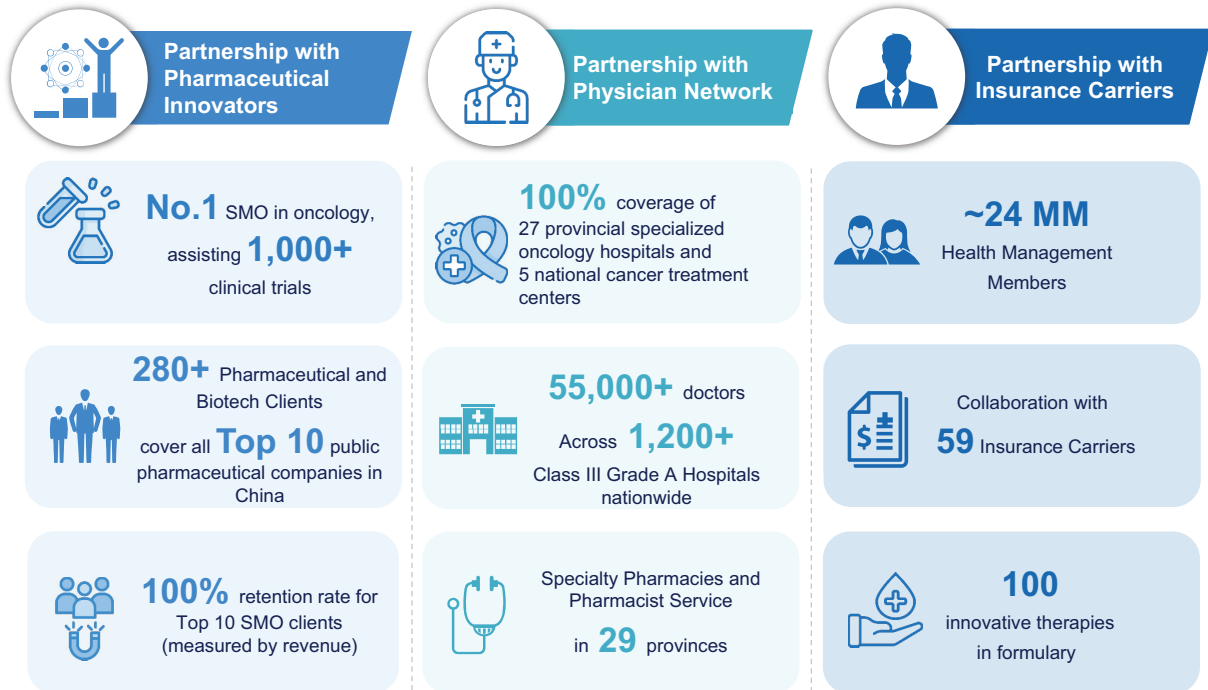 Partnership with
Pharmaceutical
Innovators
No.1 SMO in oncology,
assisting 1,000+
clinical trials
280+ Pharmaceutical and
Biotech Clients
cover all Top 10 public
pharmaceutical companies in
China
100% retention rate for
Top 10 SMO clients
(measured by revenue)
Partnership with
Physician Network
100% coverage of
27 provincial specialized
oncology hospitals and
5 national cancer treatment
centers
55,000+ doctors
Across 1,200+
Class III Grade A Hospitals
nationwide
Specialty Pharmacies and
Pharmacist Service
in 29 provinces
Partnership with
Insurance Carriers
~24 MM
Health Management
Members
Collaboration with
59 Insurance Carriers
$
100
innovative therapies
in formulary